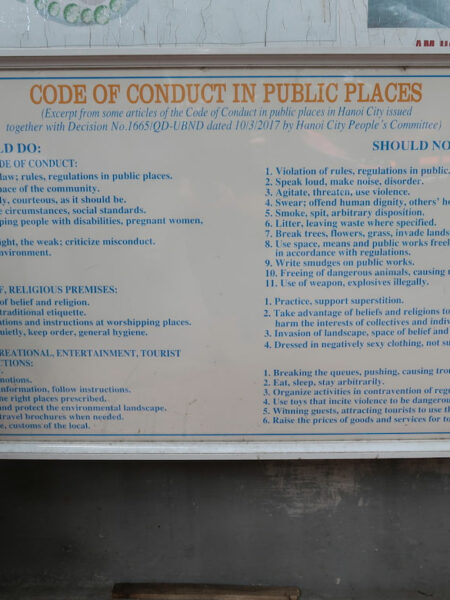 AM
CODE OF CONDUCT IN PUBLIC PLACES
(Excerpt from some articles of the Code of Conduct in public places in Hanoi City issued
together with Decision No.1665/QD-UBND dated 10/3/2017 by Hanoi City People's Committee)
LD DO:
DE OF CONDUCT:
law; rules, regulations in public places.
pace of the community.
ly, courteous, as it should be.
e circumstances, social standards.
ping people with disabilities, pregnant women,
ght, the weak; criticize misconduct.
nvironment.
F, RELIGIOUS PREMISES:
of belief and religion.
traditional etiquette.
ations and instructions at worshiping places.
uietly, keep order, general hygiene.
REATIONAL, ENTERTAINMENT, TOURIST
CTIONS:
motions.
information, follow instructions.
he right places prescribed.
and protect the environmental landscape.
travel brochures when needed.
e, customs of the local.
SHOULD NO
1. Violation of rules, regulations in public.
2. Speak loud, make noise, disorder.
3. Agitate, threaten, use violence.
4. Swear; offend human dignity, others' ho
5. Smoke, spit, arbitrary disposition.
6. Litter, leaving waste where specified.
7. Break trees, flowers, grass, invade lands
8. Use space, means and public works freel
in accordance with regulations.
9. Write smudges on public works.
10. Freeing of dangerous animals, causing
11. Use of weapon, explosives illegally.
1. Practice, support superstition.
2. Take advantage of beliefs and religions to
harm the interests of collectives and indiv
3. Invasion of landscape, space of belief and
4. Dressed in negatively sexy clothing, not su
1. Breaking the queues, pushing, causing tro
2. Eat, sleep, stay arbitrarily.
3. Organize activities in contravention of regu
4. Use toys that incite violence to be dangerou
5. Winning guests, attracting tourists to use th
6. Raise the prices of goods and services for to